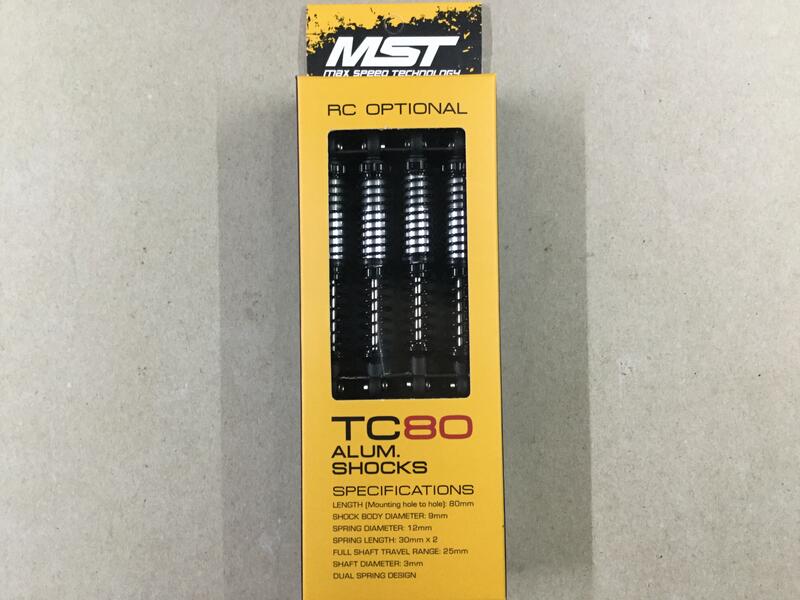 MST
MAX SPEED TECHNOLOGY
RC OPTIONAL
TC80
ALUM.
SHOCKS
SPECIFICATIONS
LENGTH (Mounting hole to hole): 80mm
SHOCK BODY DIAMETER: 9mm
SPRING DIAMETER: 12mm
SPRING LENGTH: 30mm x 2
FULL SHAFT TRAVEL RANGE: 25mm
SHAFT DIAMETER: 3mm
DUAL SPRING DESIGN